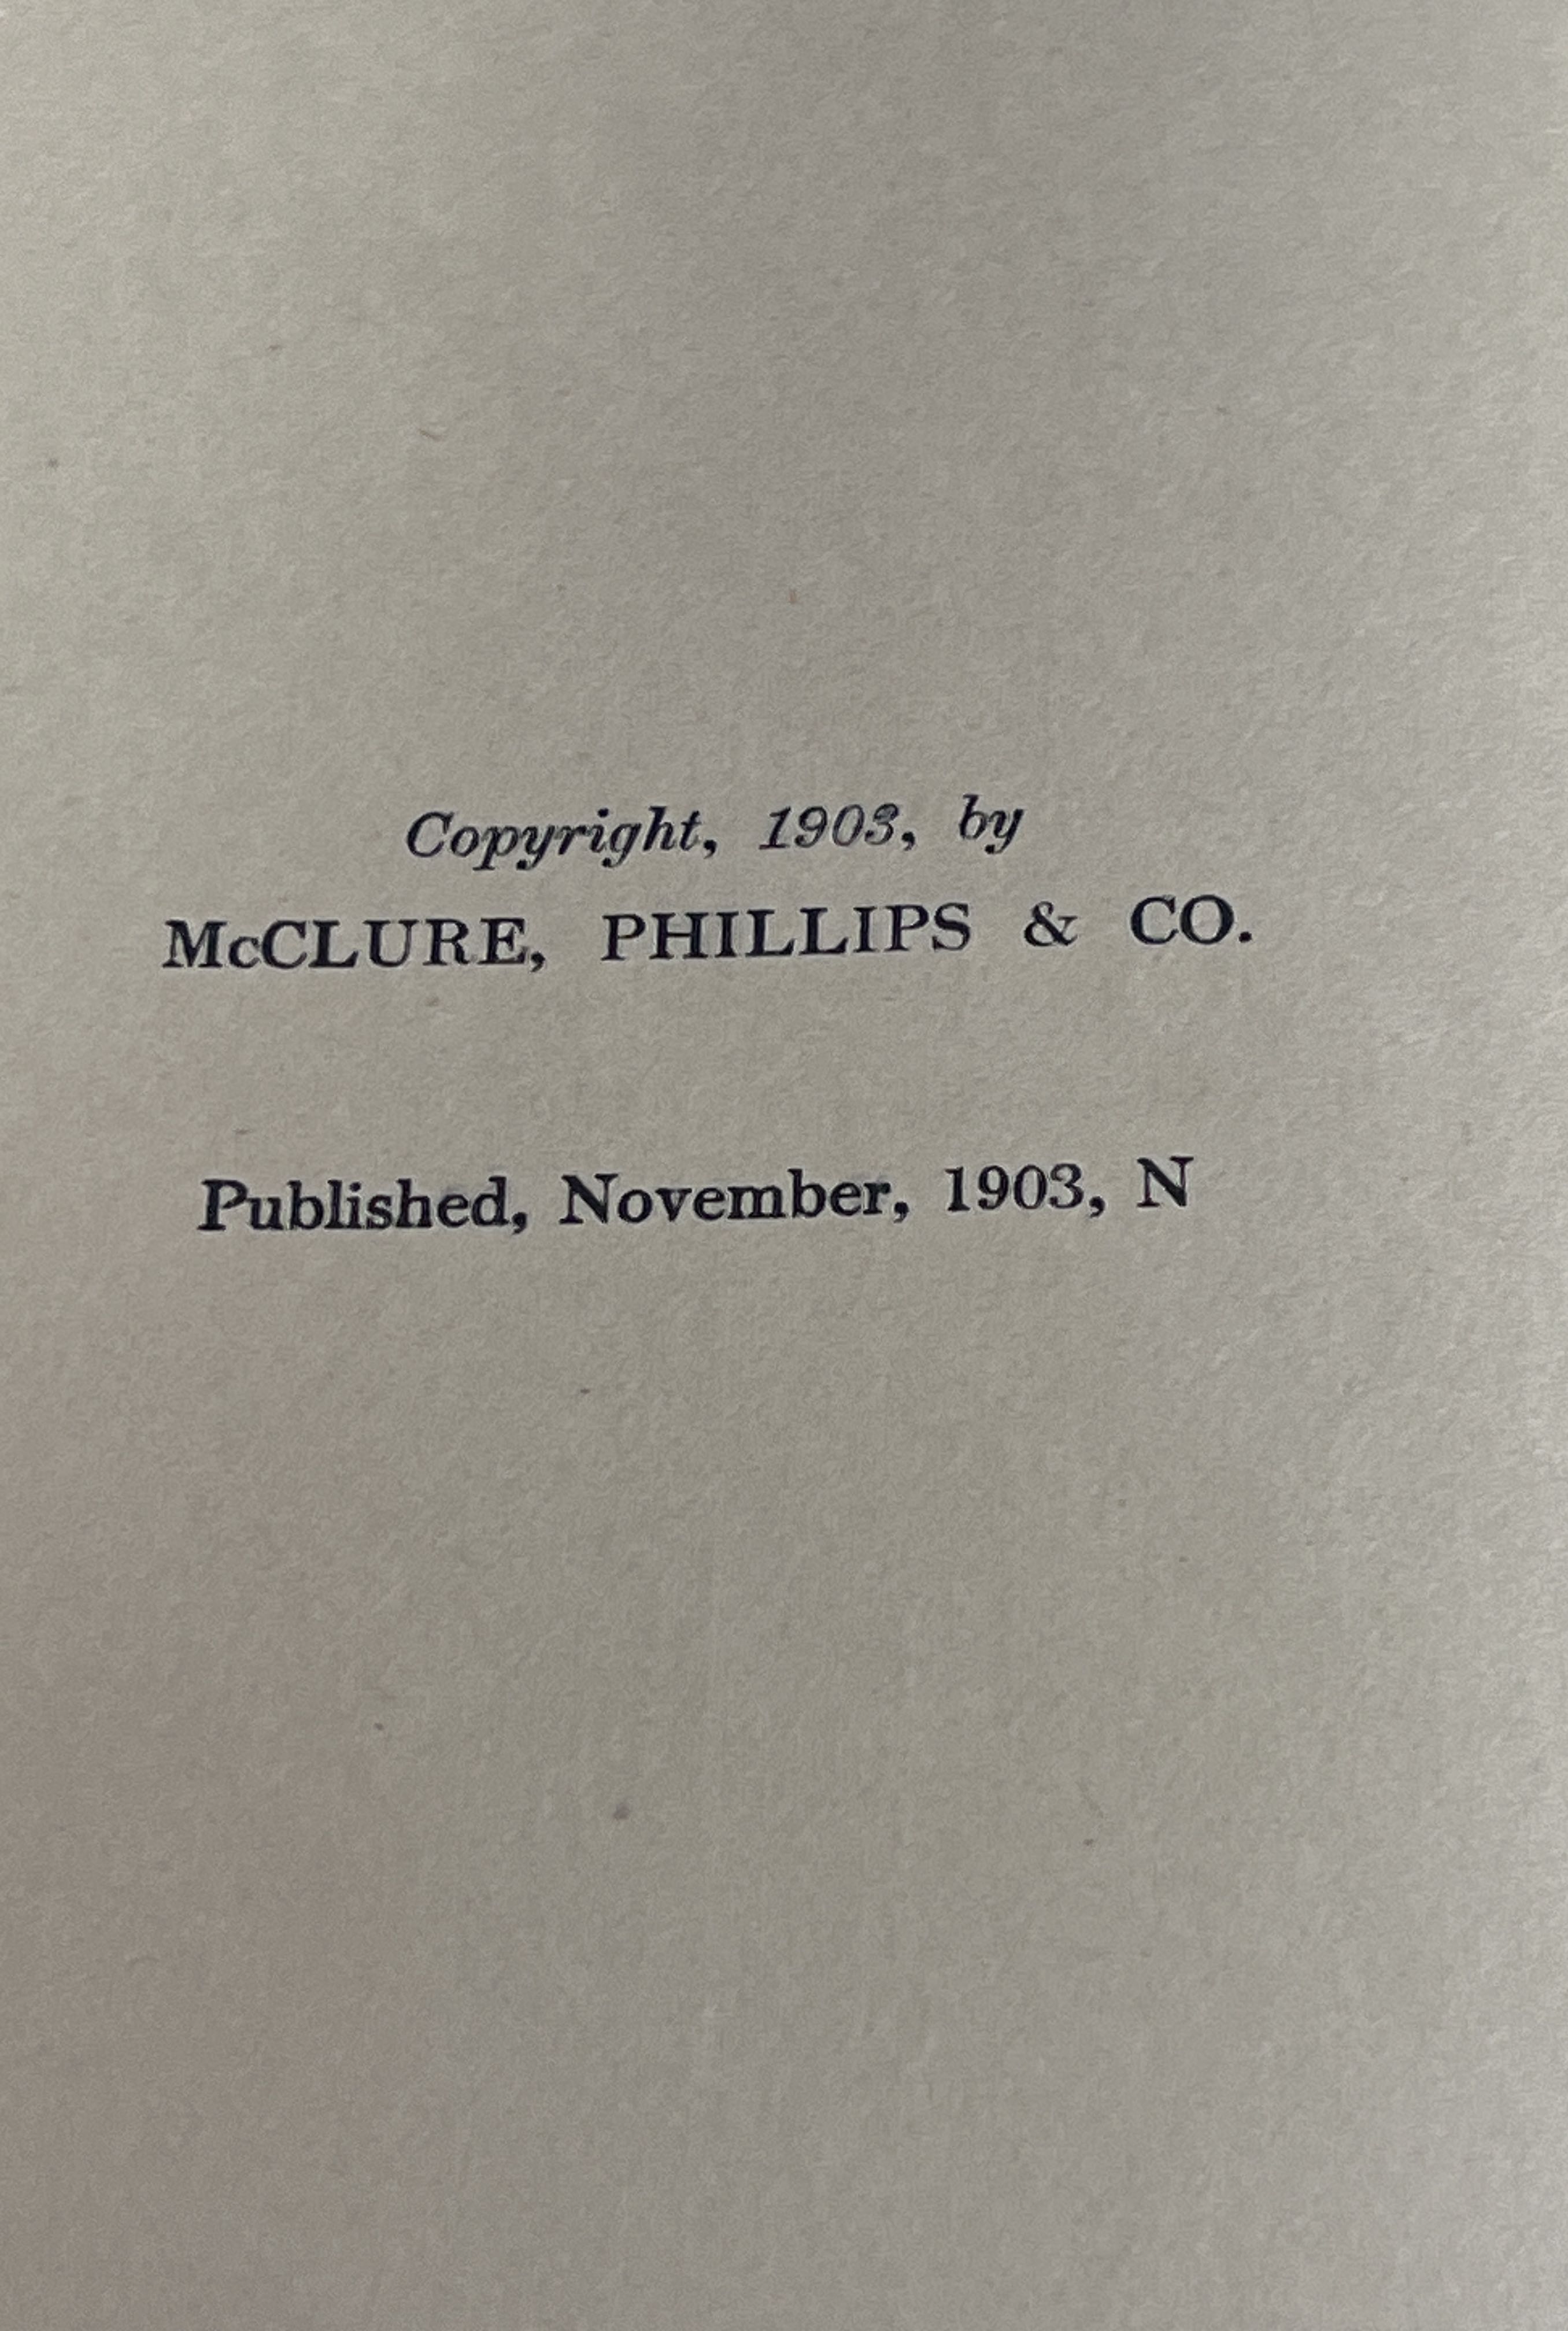 Copyright, 1903, by
McCLURE, PHILLIPS & CO.
Published, November, 1903, N